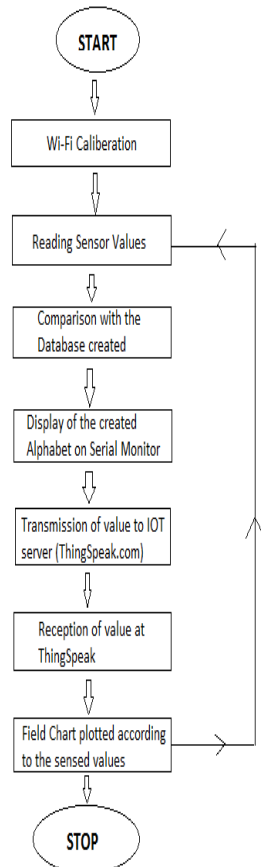 START
Wi-Fi Caliberation
Reading Sensor Values
Comparison with the
Database created
Display of the created
Alphabet on Serial Monitor
Transmission of value to IOT
server (ThingSpeak.com)
Reception of value at
ThingSpeak
Field Chart plotted according
to the sensed values
STOP